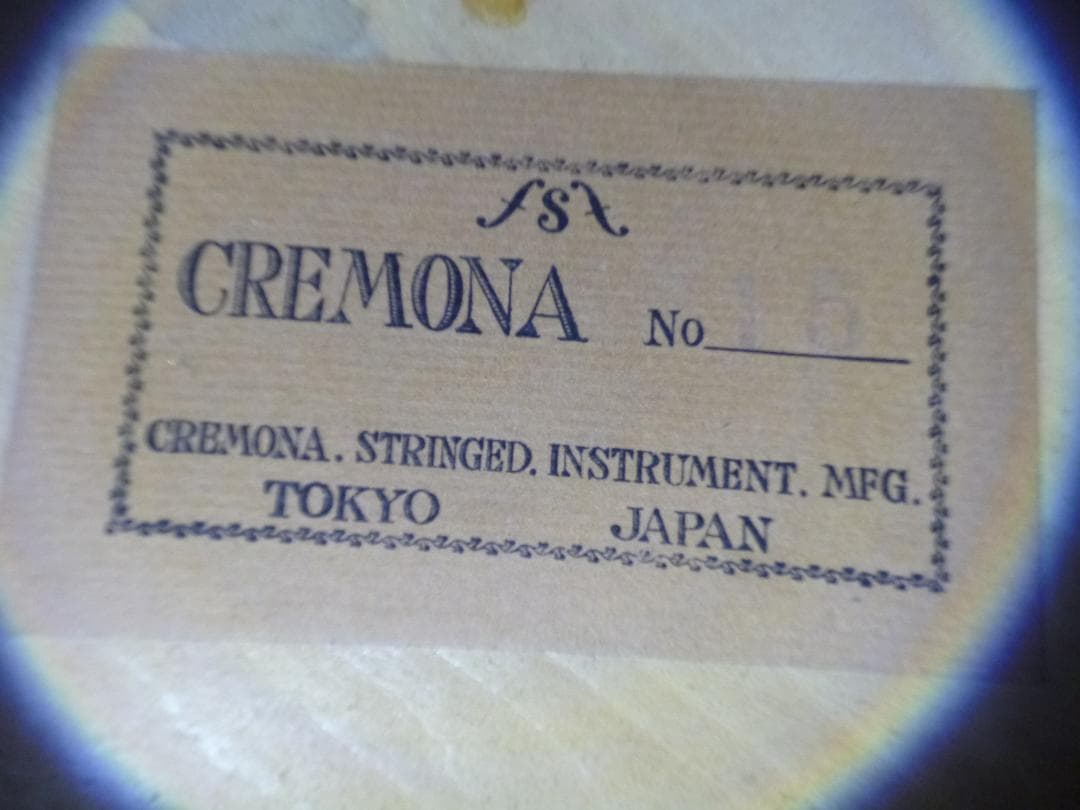 S
CREMONA No
CREMONA. STRINGED. INSTRUMENT. MFG.
TOKYO JAPAN